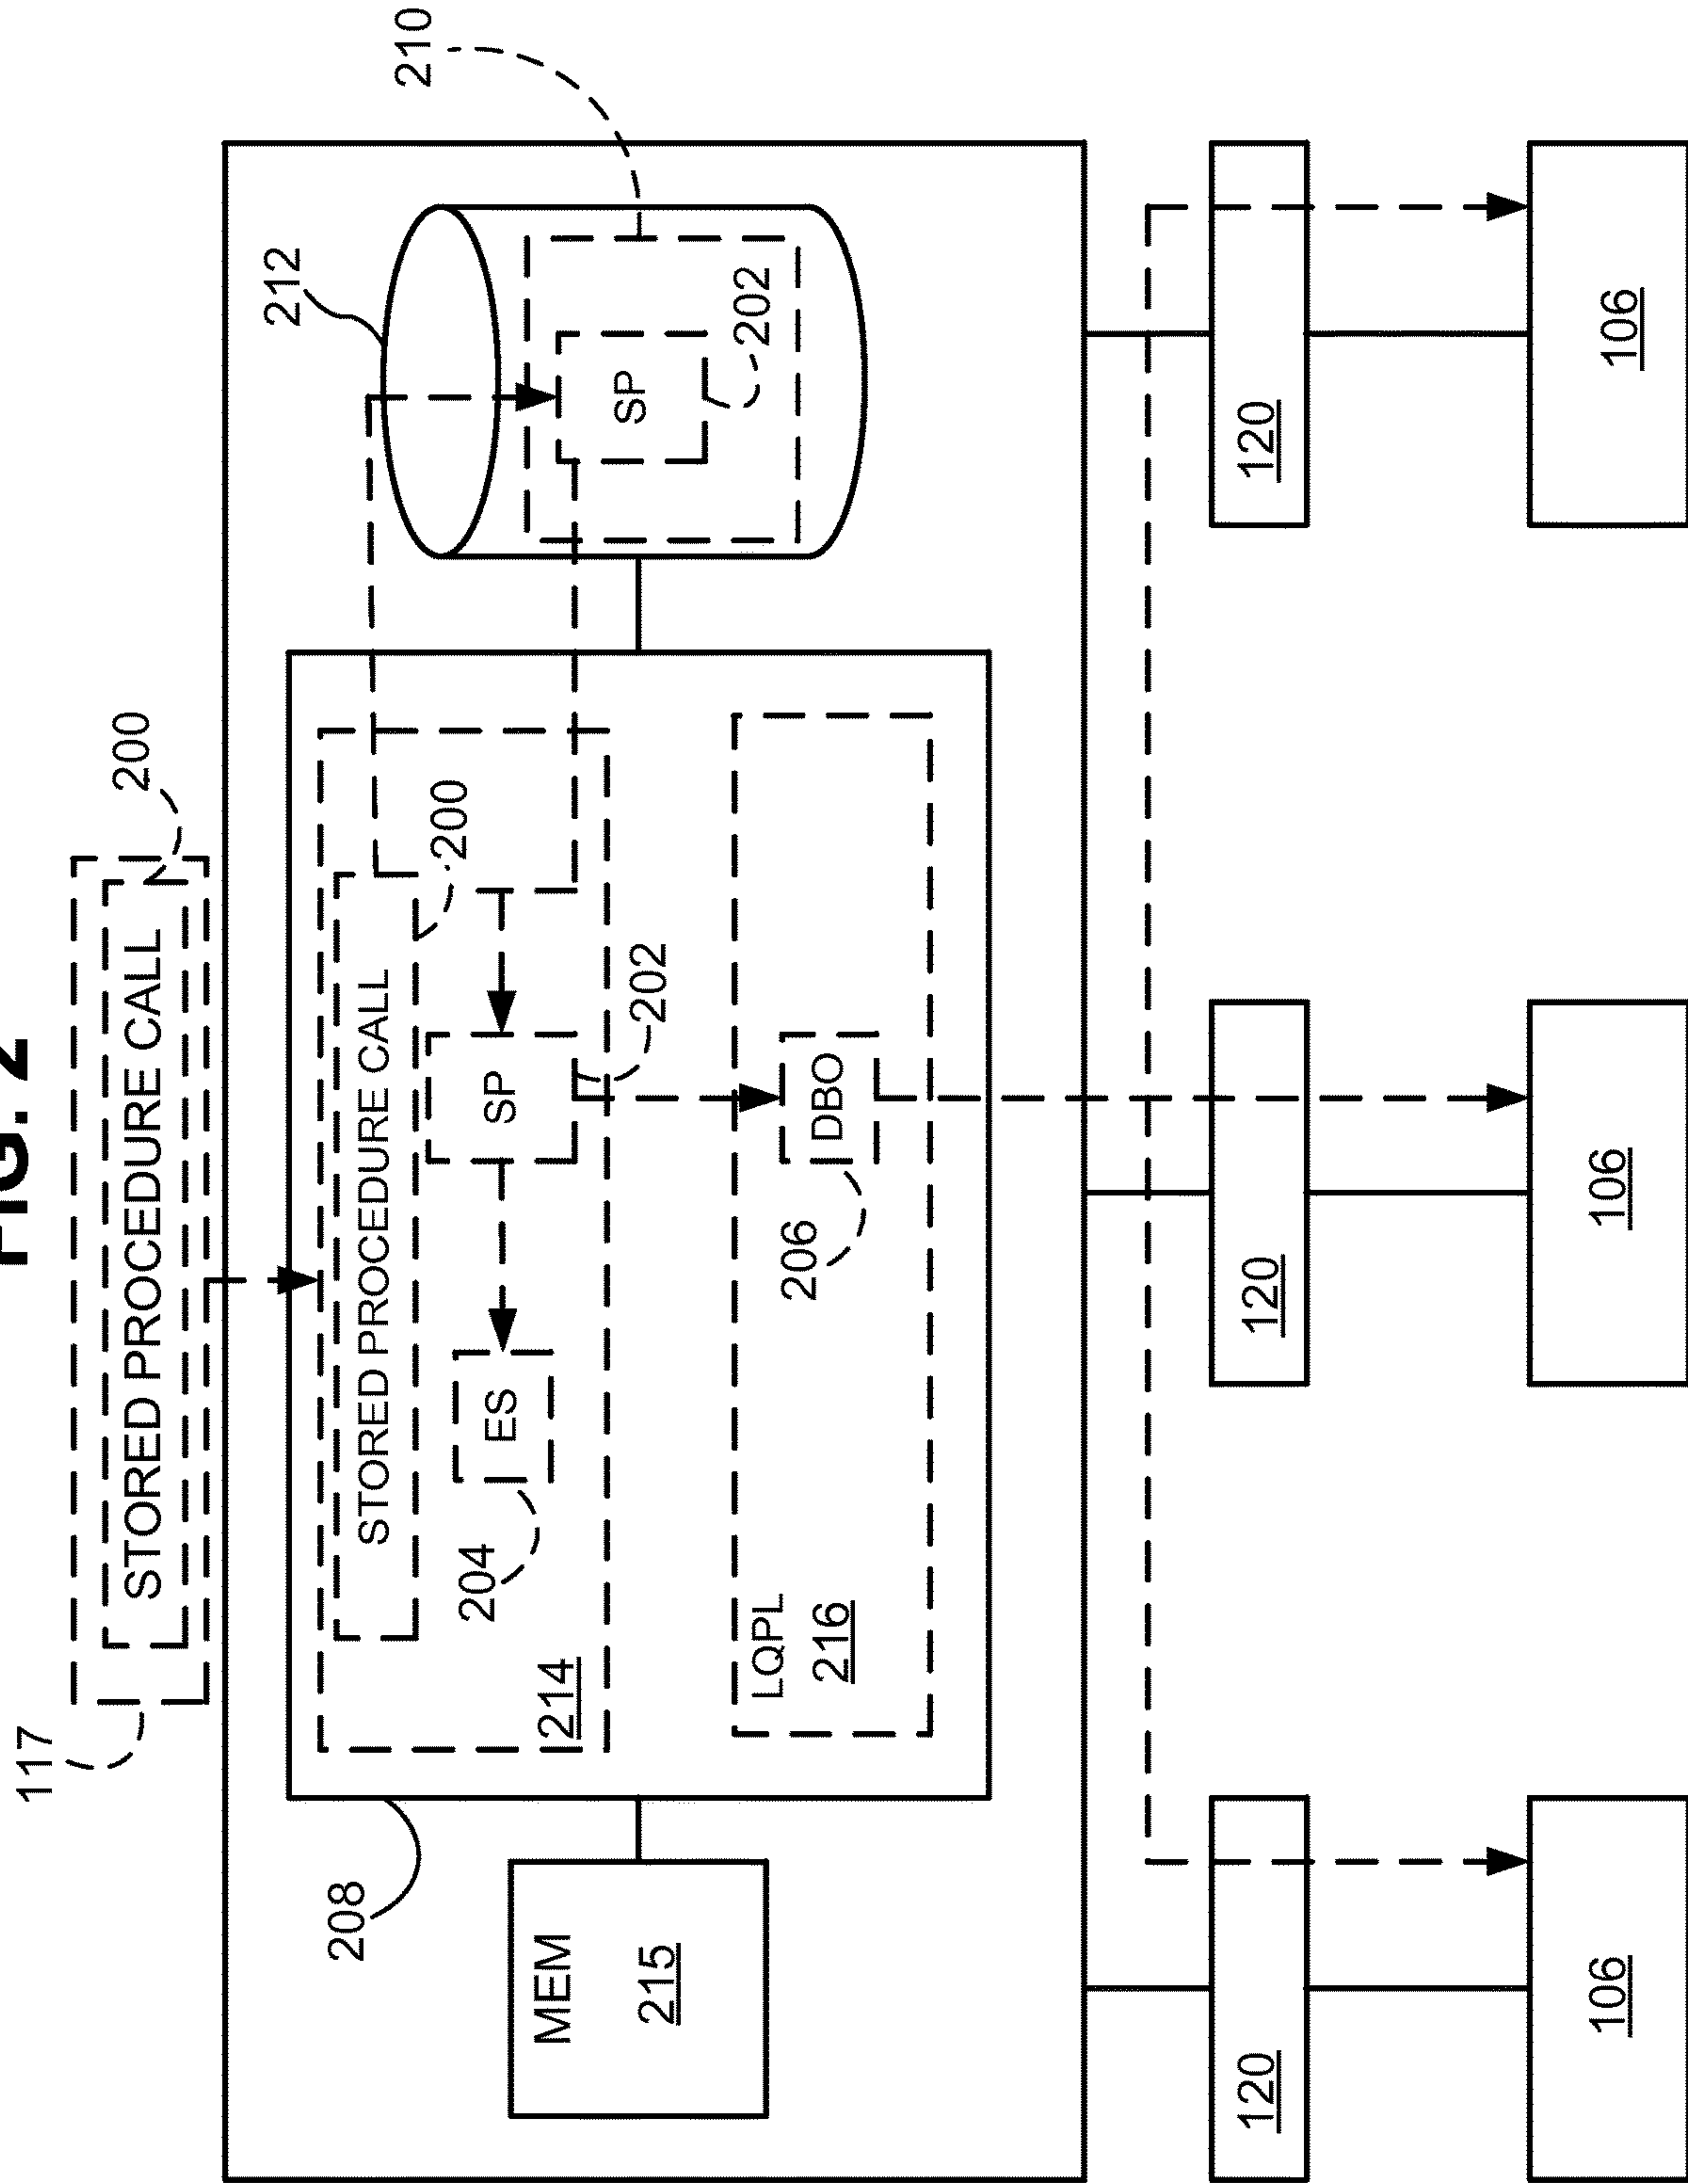 FIG. 2
117
STORED PROCEDURE CALL
200
212
208
STORED PROCEDURE CALL
210
200
204
ES
SP
MEM
214
202
SP
215
202
LQPL
206
DBO
216
120
120
120
106
106
106